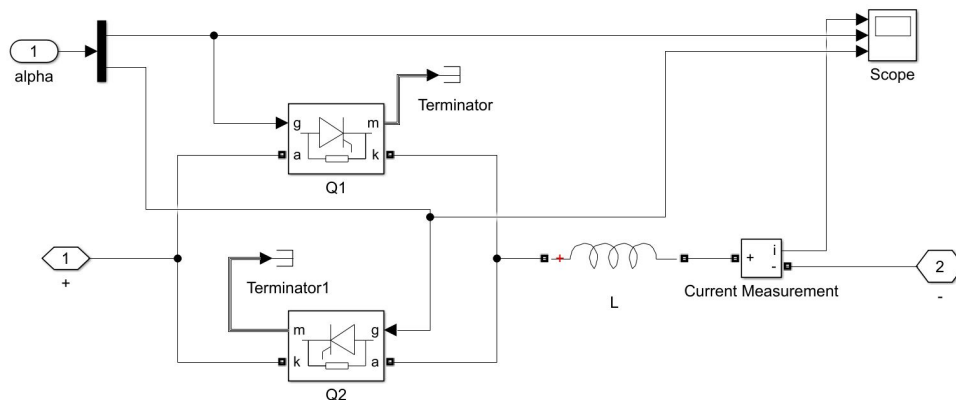 1
alpha
Scope
Terminator
g
m
a
k
Q1
1
+
Terminator1
+
i
-
2
-
L
Current Measurement
m
g
k
a
Q2
+